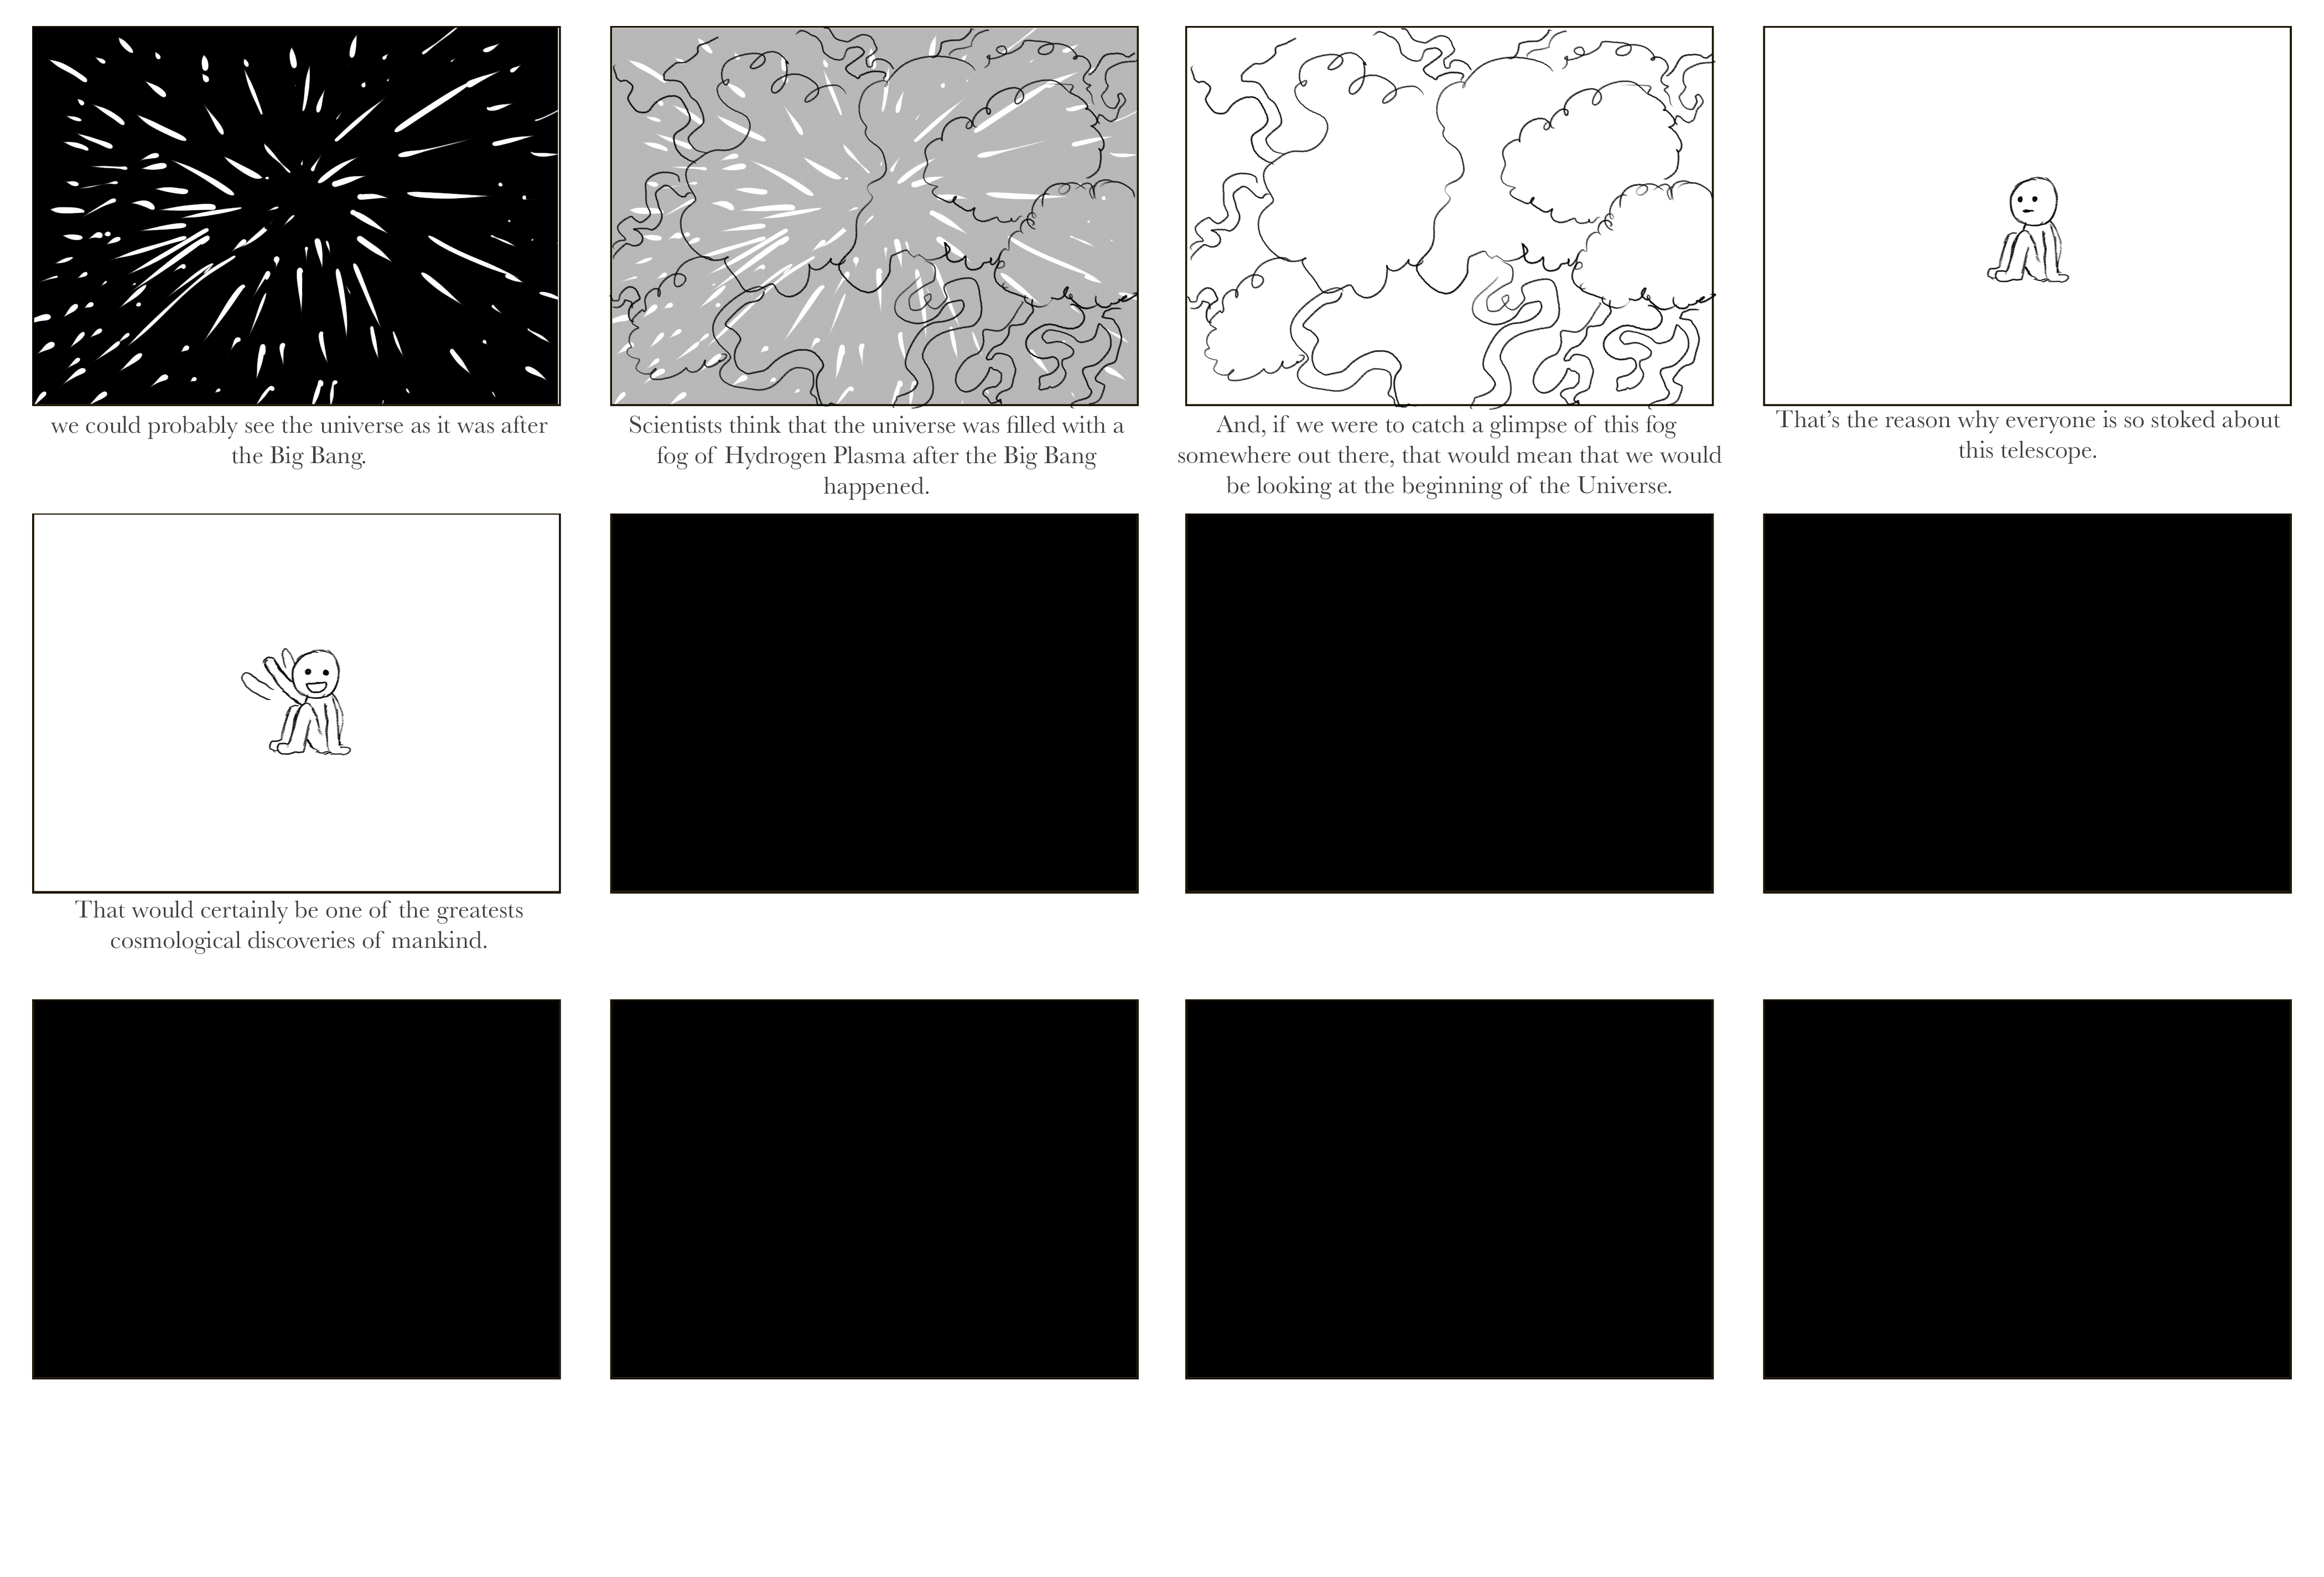 we could probably see the universe as it was after
the Big Bang.
Scientists think that the universe was filled with a
fog of Hydrogen Plasma after the Big Bang
happened.
And, if we were to catch a glimpse of this fog
somewhere out there, that would mean that we would
be looking at the beginning of the Universe.
That’s the reason why everyone is so stoked about
this telescope.
That would certainly be one of the greatests
cosmological discoveries of mankind.